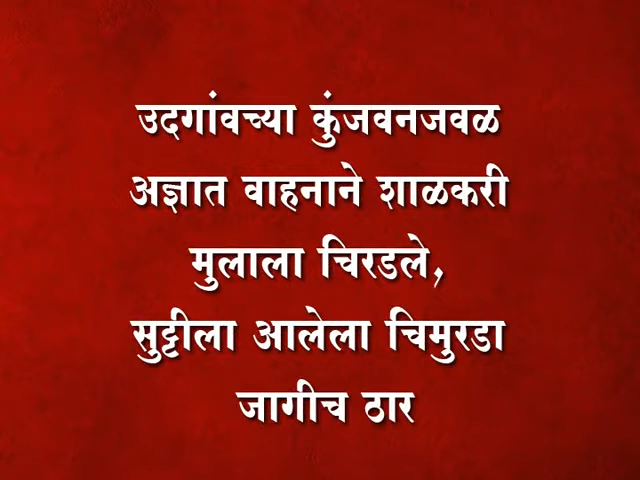 उदगांवच्या कुंजवनजवळ
अज्ञात वाहनाने शाळकरी
मुलाला चिरडले,
सुट्टीला आलेला चिमुरडा
जागीच ठार